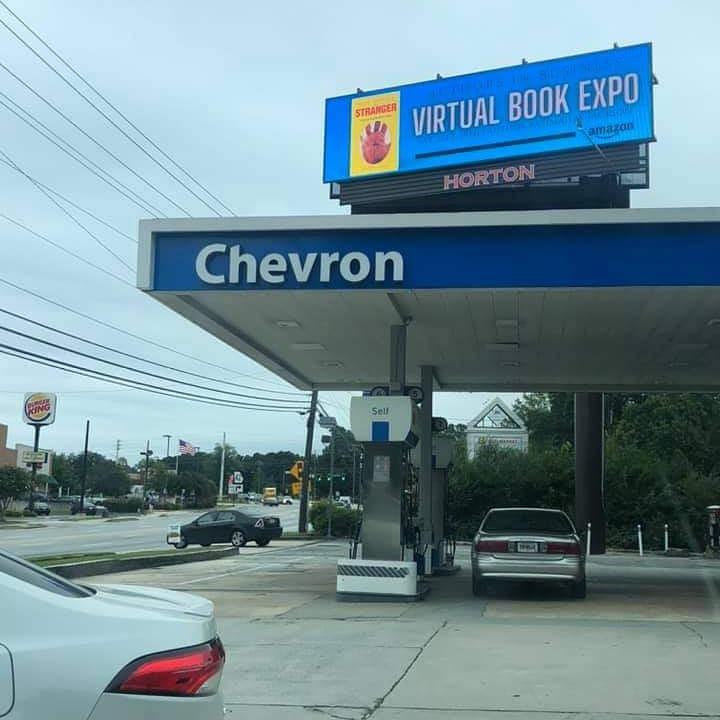 STRANGER
VIRTUAL BOOK EXPO
amazon
HORTON
Chevron
BURGER
KING
Self